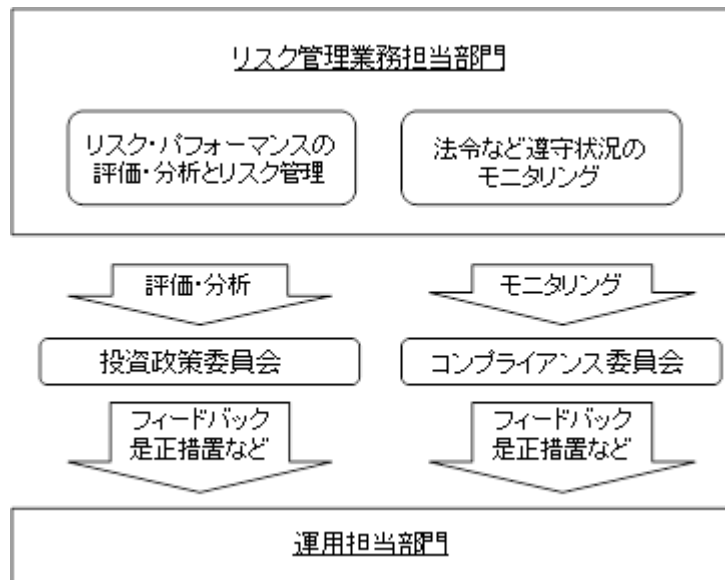 リスク管理業務担当部門
リスク・パフォーマンスの
評価・分析とリスク管理
法令など遵守状況の
モニタリング
評価・分析
モニタリング
投資政策委員会
コンプライアンス委員会
フィードバック
是正措置など
フィードバック
是正措置など
運用担当部門